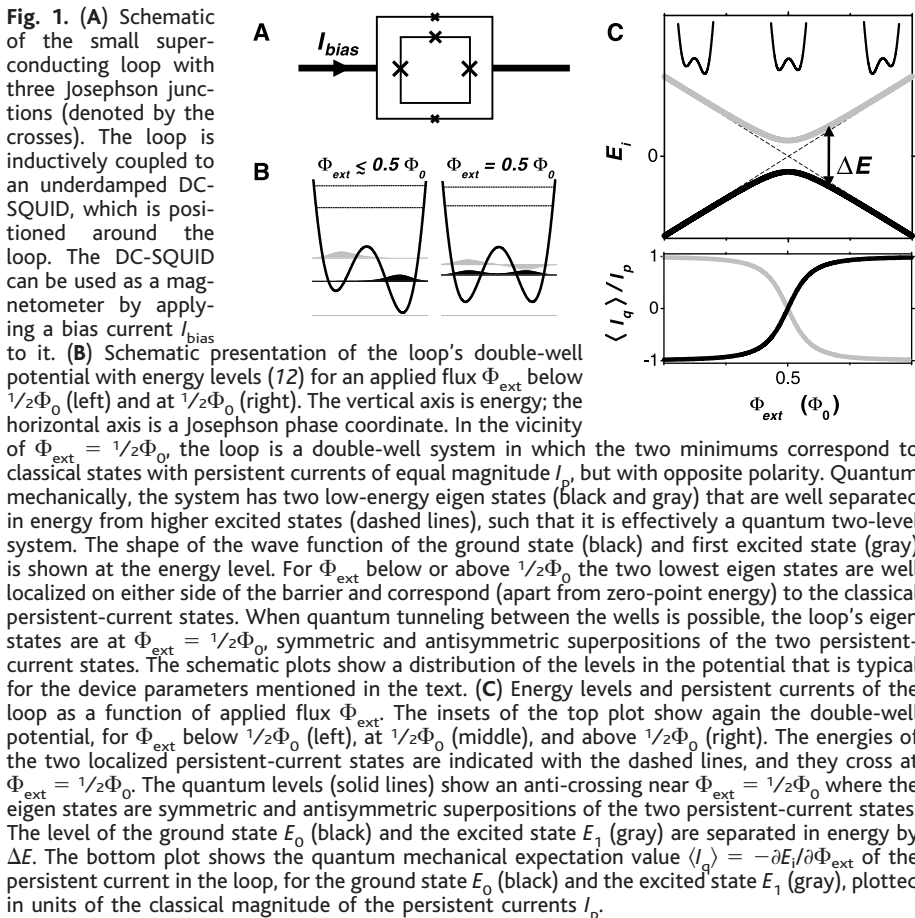 Fig. 1. (A) Schematic
of the small super-
conducting loop with
three Josephson junc-
tions (denoted by the
crosses). The loop is
inductively coupled to
an underdamped DC-
SQUID, which is posi-
tioned around the
loop. The DC-SQUID
can be used as a mag-
netometer by apply-
ing a bias current I_bias
to it. (B) Schematic presentation of the loop's double-well
potential with energy levels (12) for an applied flux Φ_ext below
1/2Φ_0 (left) and at 1/2Φ_0 (right). The vertical axis is energy; the
horizontal axis is a Josephson phase coordinate. In the vicinity
of Φ_ext = 1/2Φ_0, the loop is a double-well system in which the two minimums correspond to
classical states with persistent currents of equal magnitude I_p, but with opposite polarity. Quantum
mechanically, the system has two low-energy eigen states (black and gray) that are well separated
in energy from higher excited states (dashed lines), such that it is effectively a quantum two-level
system. The shape of the wave function of the ground state (black) and first excited state (gray)
is shown at the energy level. For Φ_ext below or above 1/2Φ_0 the two lowest eigen states are well
localized on either side of the barrier and correspond (apart from zero-point energy) to the classical
persistent-current states. When quantum tunneling between the wells is possible, the loop's eigen
states are at Φ_ext = 1/2Φ_0, symmetric and antisymmetric superpositions of the two persistent-
current states. The schematic plots show a distribution of the levels in the potential that is typical
for the device parameters mentioned in the text. (C) Energy levels and persistent currents of the
loop as a function of applied flux Φ_ext. The insets of the top plot show again the double-well
potential, for Φ_ext below 1/2Φ_0 (left), at 1/2Φ_0 (middle), and above 1/2Φ_0 (right). The energies of
the two localized persistent-current states are indicated with the dashed lines, and they cross at
Φ_ext = 1/2Φ_0. The quantum levels (solid lines) show an anti-crossing near Φ_ext = 1/2Φ_0 where the
eigen states are symmetric and antisymmetric superpositions of the two persistent-current states.
The level of the ground state E_0 (black) and the excited state E_1 (gray) are separated in energy by
ΔE. The bottom plot shows the quantum mechanical expectation value ⟨I_q⟩ = −∂E_i/∂Φ_ext of the
persistent current in the loop, for the ground state E_0 (black) and the excited state E_1 (gray), plotted
in units of the classical magnitude of the persistent currents I_p.
A
I_bias
B
Φ_ext ≲ 0.5 Φ_0
Φ_ext = 0.5 Φ_0
C
E_i
0
ΔE
⟨I_q⟩/I_p
1
0
-1
0.5
Φ_ext (Φ_0)